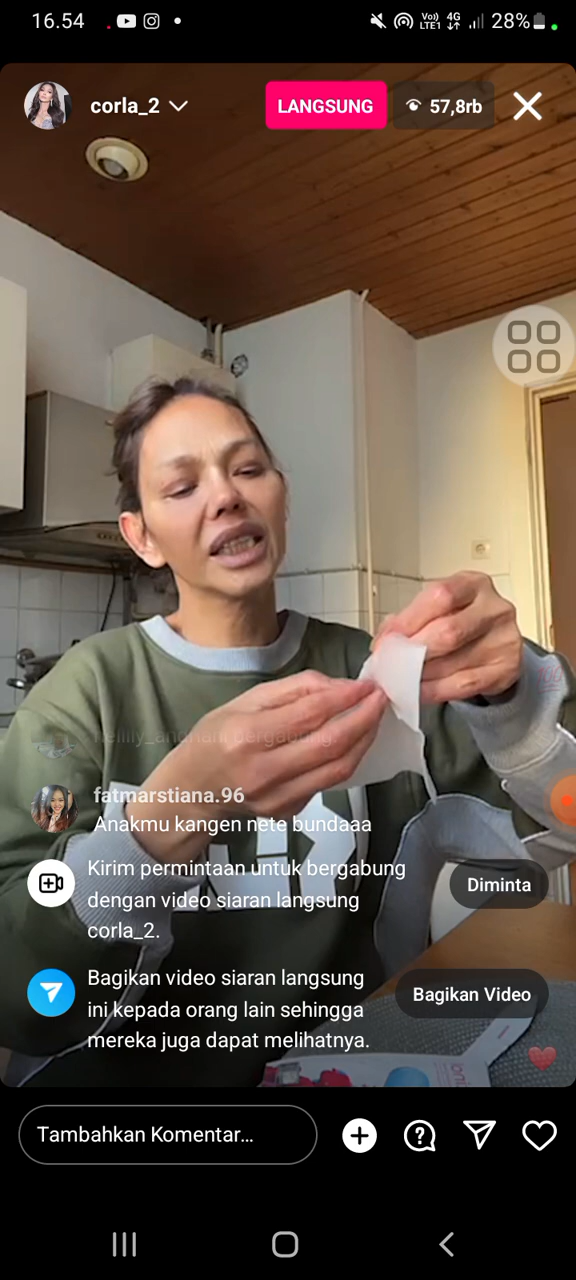 16.54
Vo))
LTE1
4G
28%
corla_2
LANGSUNG
57,8rb
100
fatmarstiana.96
Anakmu kangen nete bundaaa
Kirim permintaan untuk bergabung
dengan video siaran langsung
corla_2.
Diminta
Bagikan video siaran langsung
ini kepada orang lain sehingga
mereka juga dapat melihatnya.
Bagikan Video
Tambahkan Komentar...